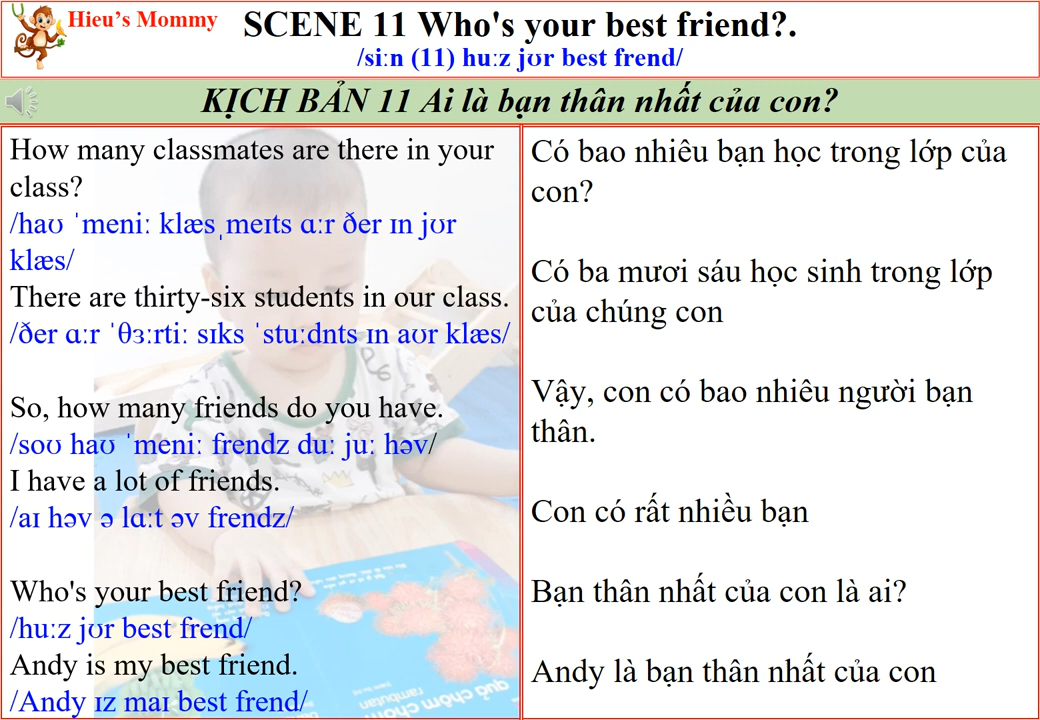 Hieu's Mommy
SCENE 11 Who's your best friend?.
/siːn (11) huːz jʊr best frend/
KỊCH BẢN 11 Ai là bạn thân nhất của con?
How many classmates are there in your
class?
/haʊ ˈmeniː klæsˌmeɪts ɑːr ðer ɪn jʊr
klæs/
There are thirty-six students in our class.
/ðer ɑːr ˈθɜːrtiː sɪks ˈstuːdnts ɪn aʊr klæs/
So, how many friends do you have.
/soʊ haʊ ˈmeniː frendz duː juː həv/
I have a lot of friends.
/aɪ həv ə lɑːt əv frendz/
Who's your best friend?
/huːz jʊr best frend/
Andy is my best friend.
/Andy ɪz maɪ best frend/
Có bao nhiêu bạn học trong lớp của
con?
Có ba mươi sáu học sinh trong lớp
của chúng con
Vậy, con có bao nhiêu người bạn
thân.
Con có rất nhiều bạn
Bạn thân nhất của con là ai?
Andy là bạn thân nhất của con
quả chôm chôm
rambutan